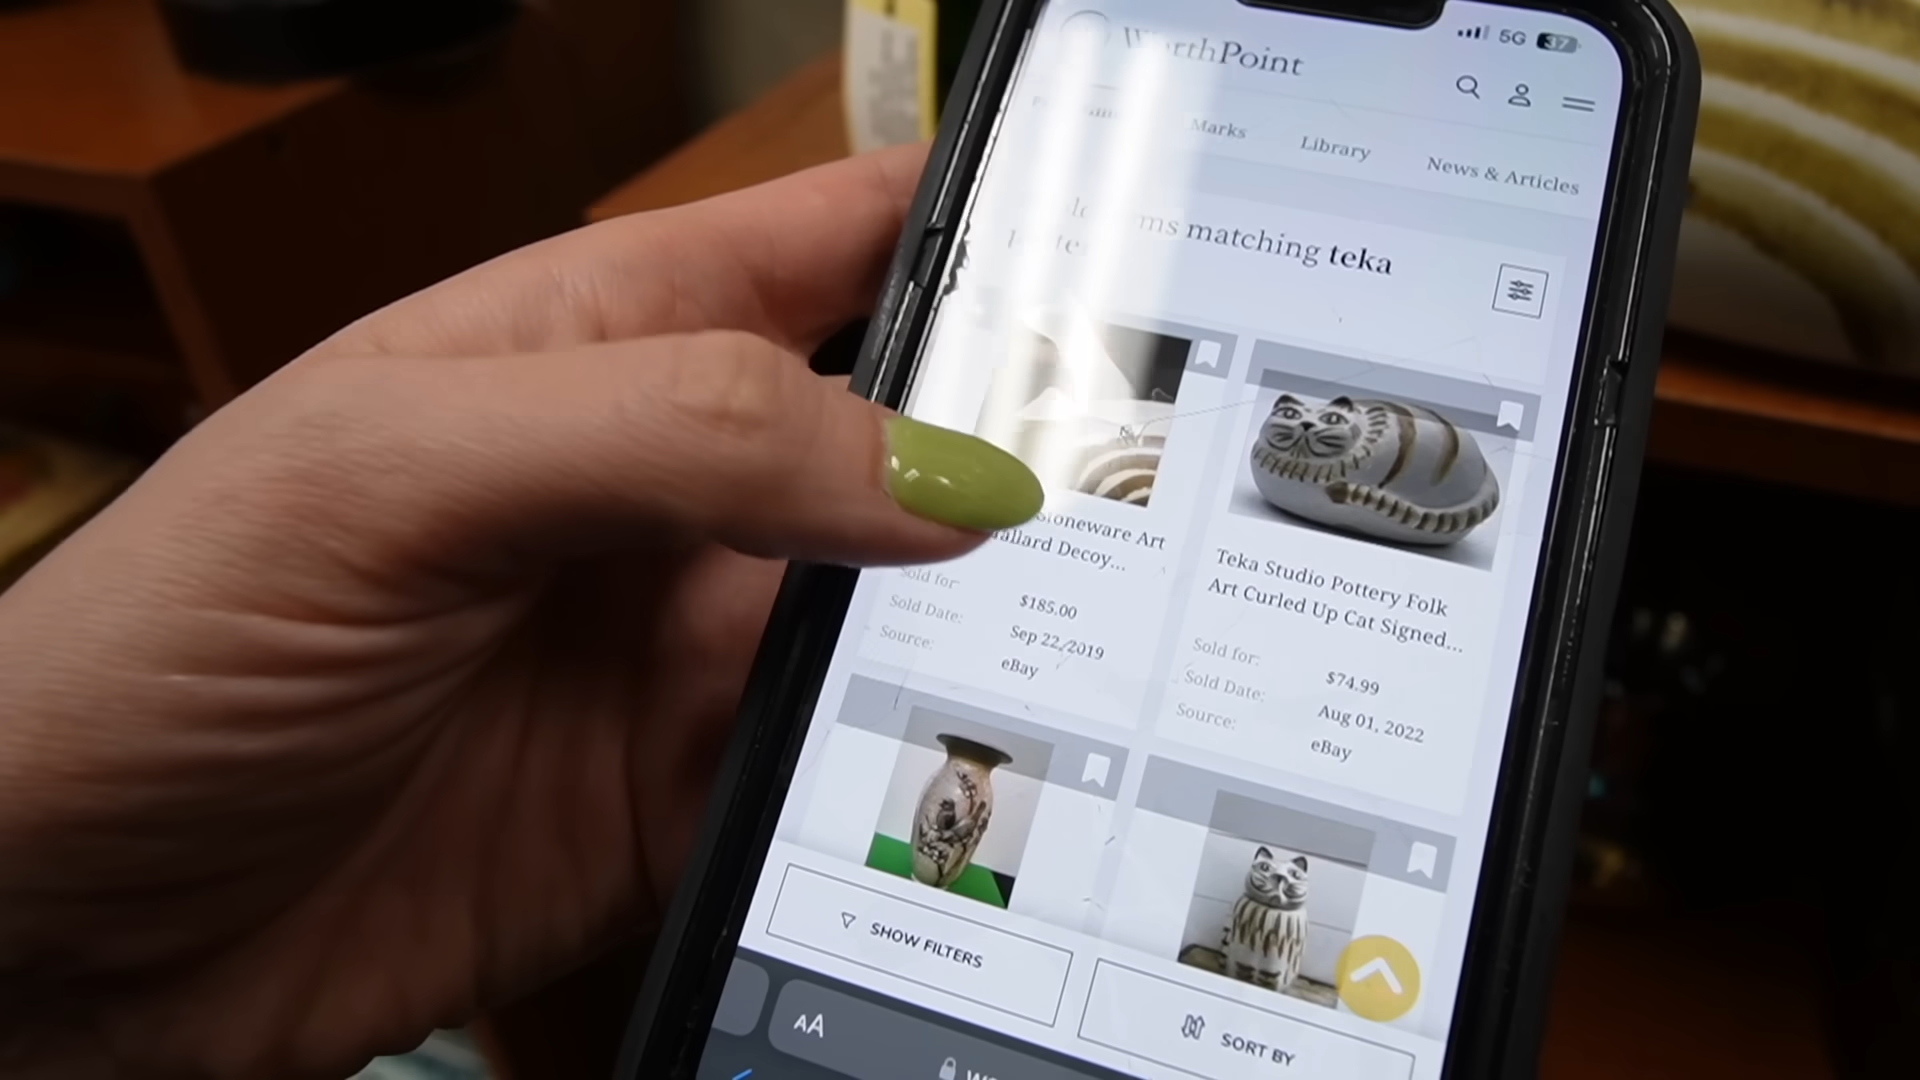 WorthPoint
5G
37
Marks
Library
News & Articles
ms matching teka
Stoneware Art
Mallard Decoy...
Sold for:
$185.00
Sold Date:
Sep 22, 2019
Source:
eBay
Teka Studio Pottery Folk
Art Curled Up Cat Signed...
Sold for:
$74.99
Sold Date:
Aug 01, 2022
Source:
eBay
SHOW FILTERS
SORT BY
AA